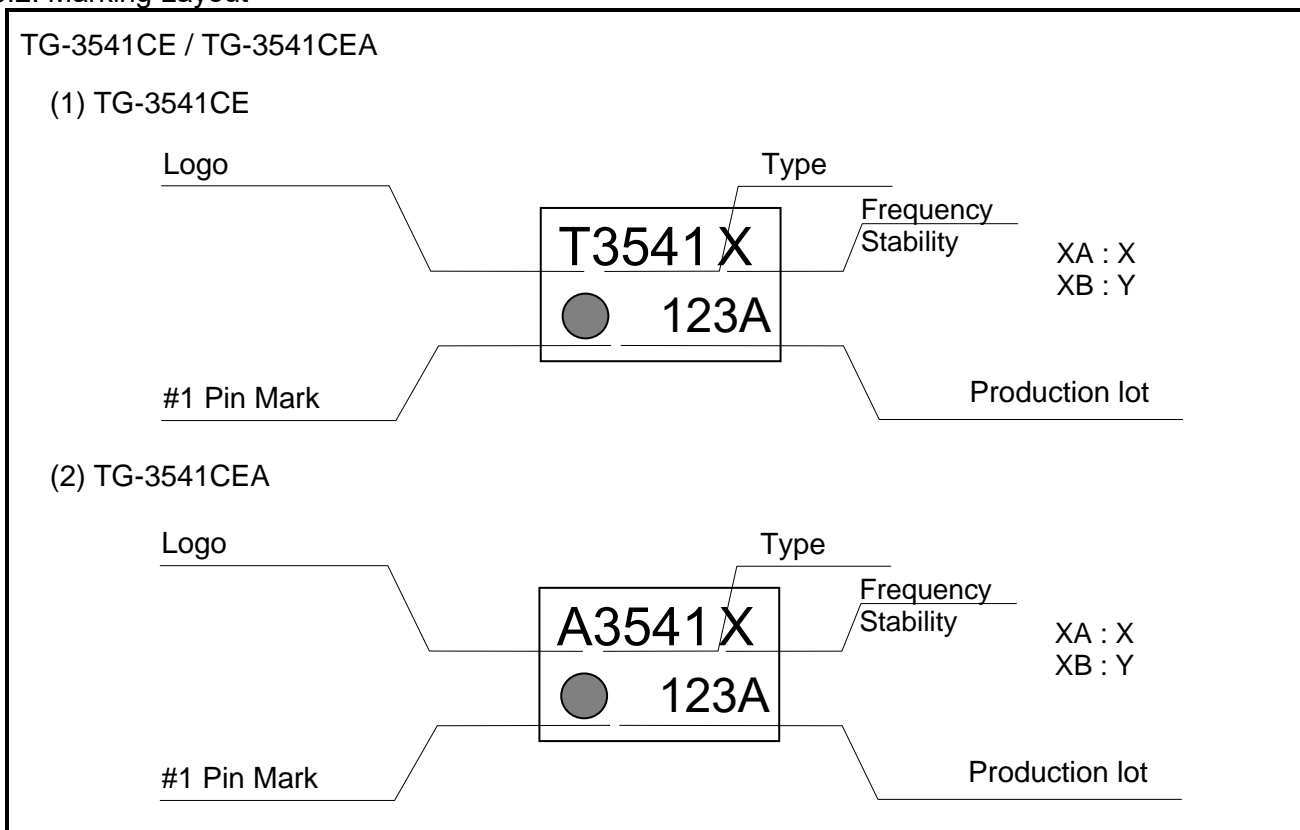 TG-3541CE / TG-3541CEA
(1) TG-3541CE
Logo
Type
Frequency
Stability
XA : X
XB : Y
T3541 X
123A
#1 Pin Mark
Production lot
(2) TG-3541CEA
Logo
Type
Frequency
Stability
XA : X
XB : Y
A3541 X
123A
#1 Pin Mark
Production lot